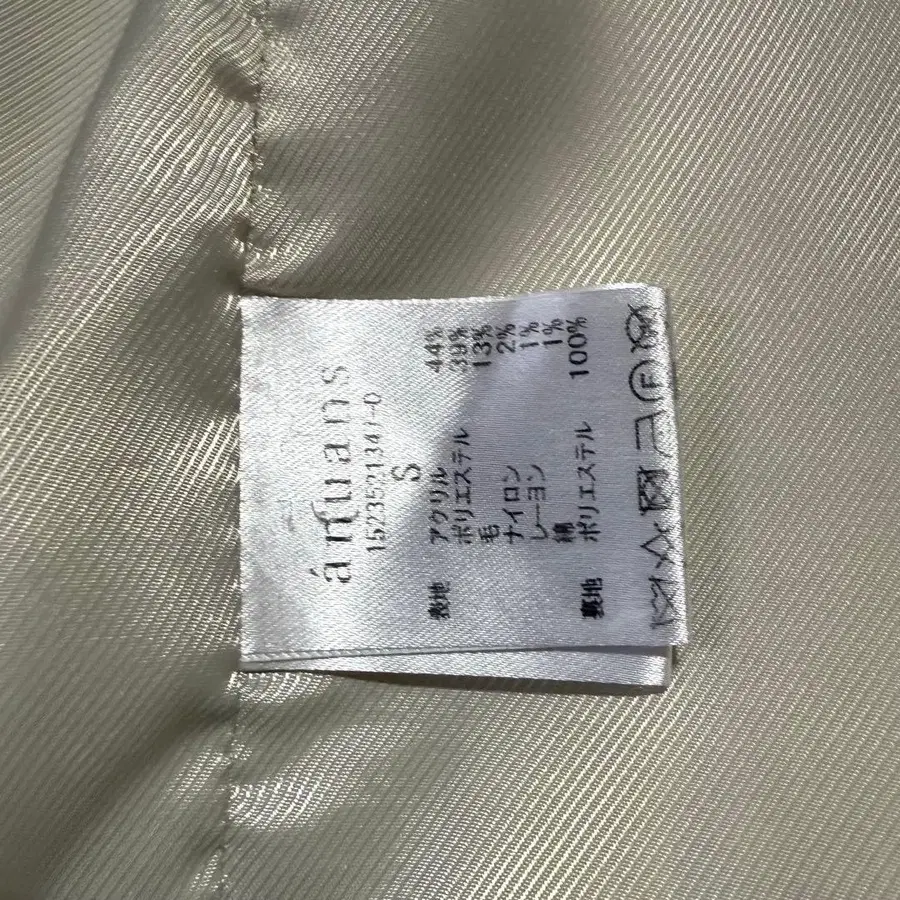 ánuans
1523521347-0
S
表地 アクリル 44%
ポリエステル 39%
毛 13%
ナイロン 2%
レーヨン 1%
綿 1%
裏地 ポリエステル 100%
F